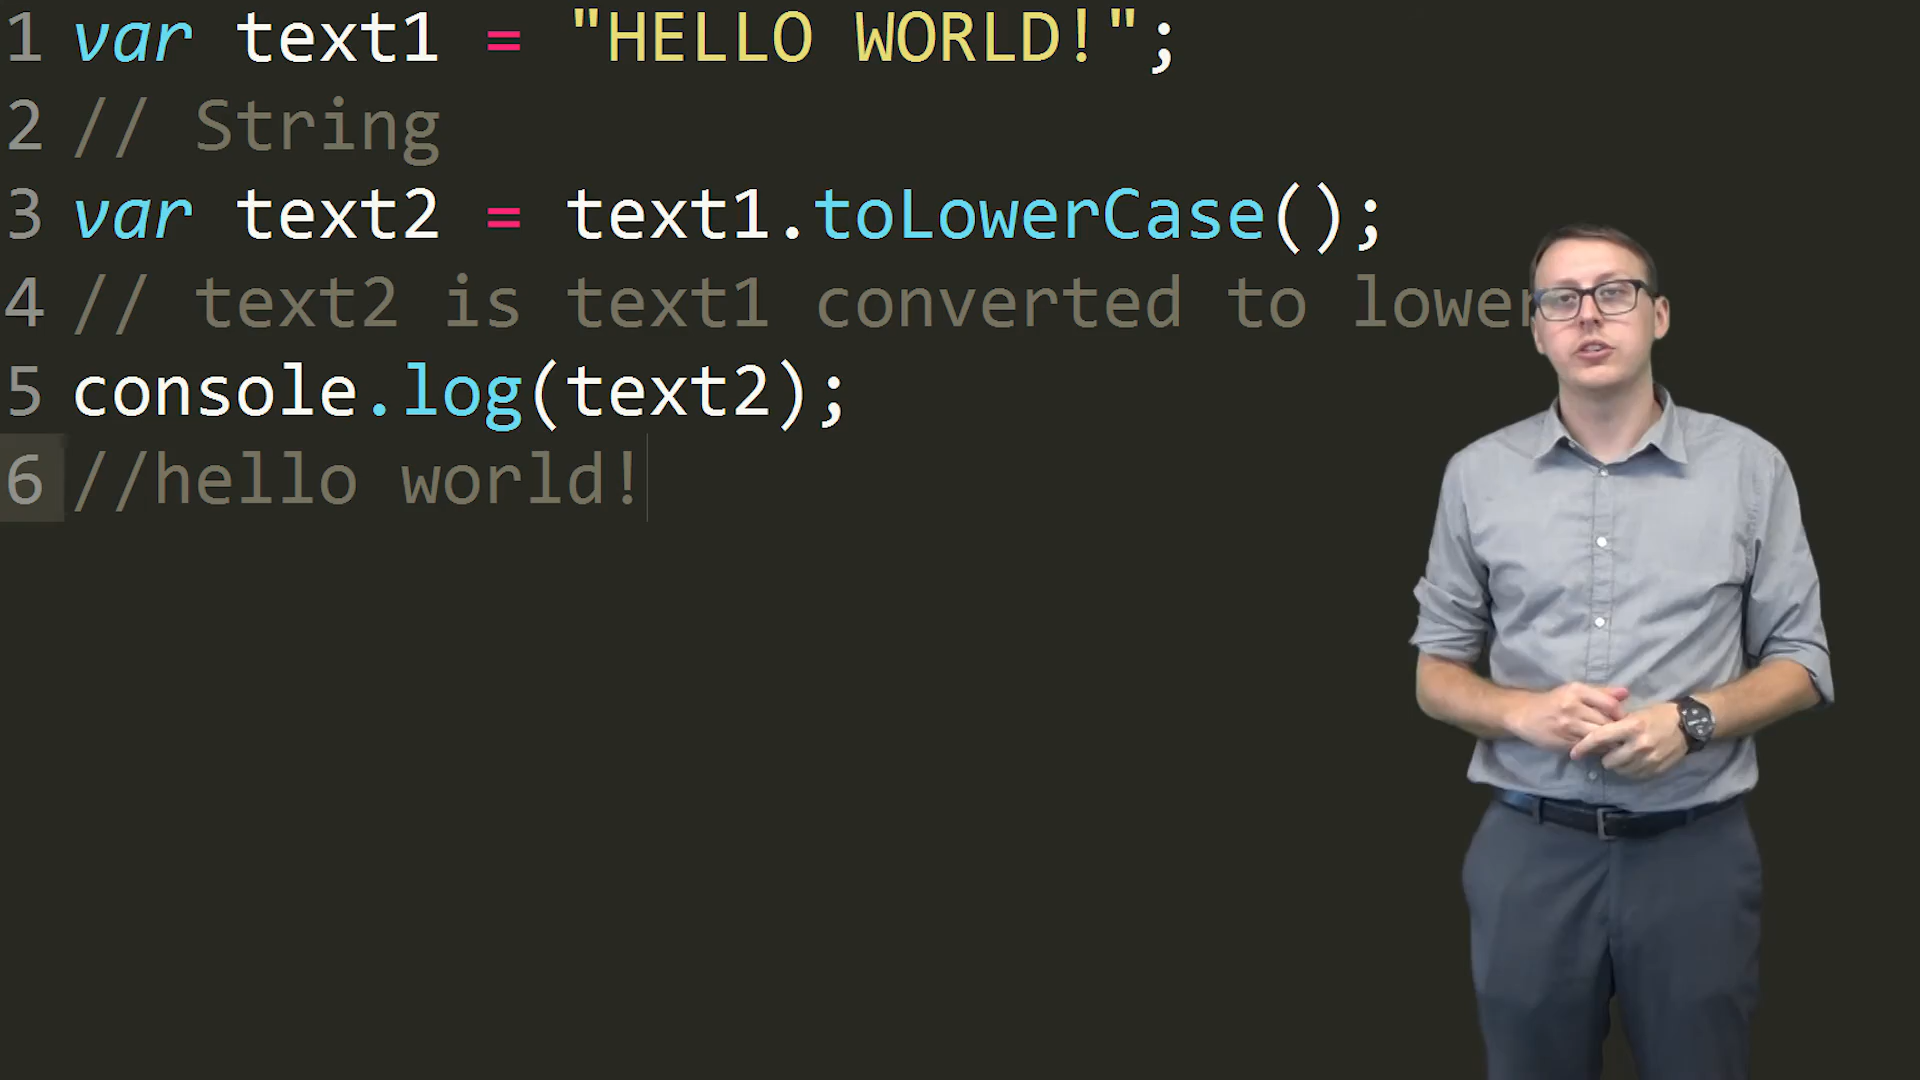 1 var text1 = "HELLO WORLD!";
2 // String
3 var text2 = text1.toLowerCase();
4 // text2 is text1 converted to lower
5 console.log(text2);
6 //hello world!